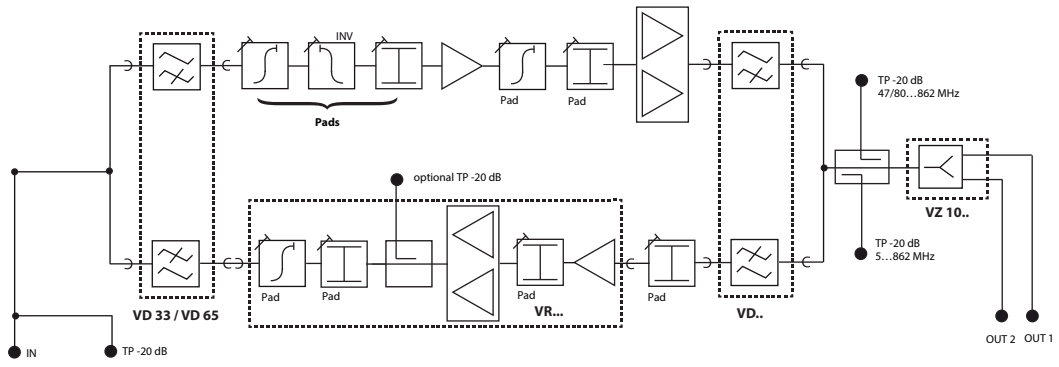 INV
Pad
Pad
Pads
TP -20 dB
47/80...862 MHz
optional TP -20 dB
VZ 10..
TP -20 dB
5...862 MHz
Pad
Pad
Pad
Pad
VR...
VD 33 / VD 65
VD..
OUT 2
OUT 1
IN
TP -20 dB